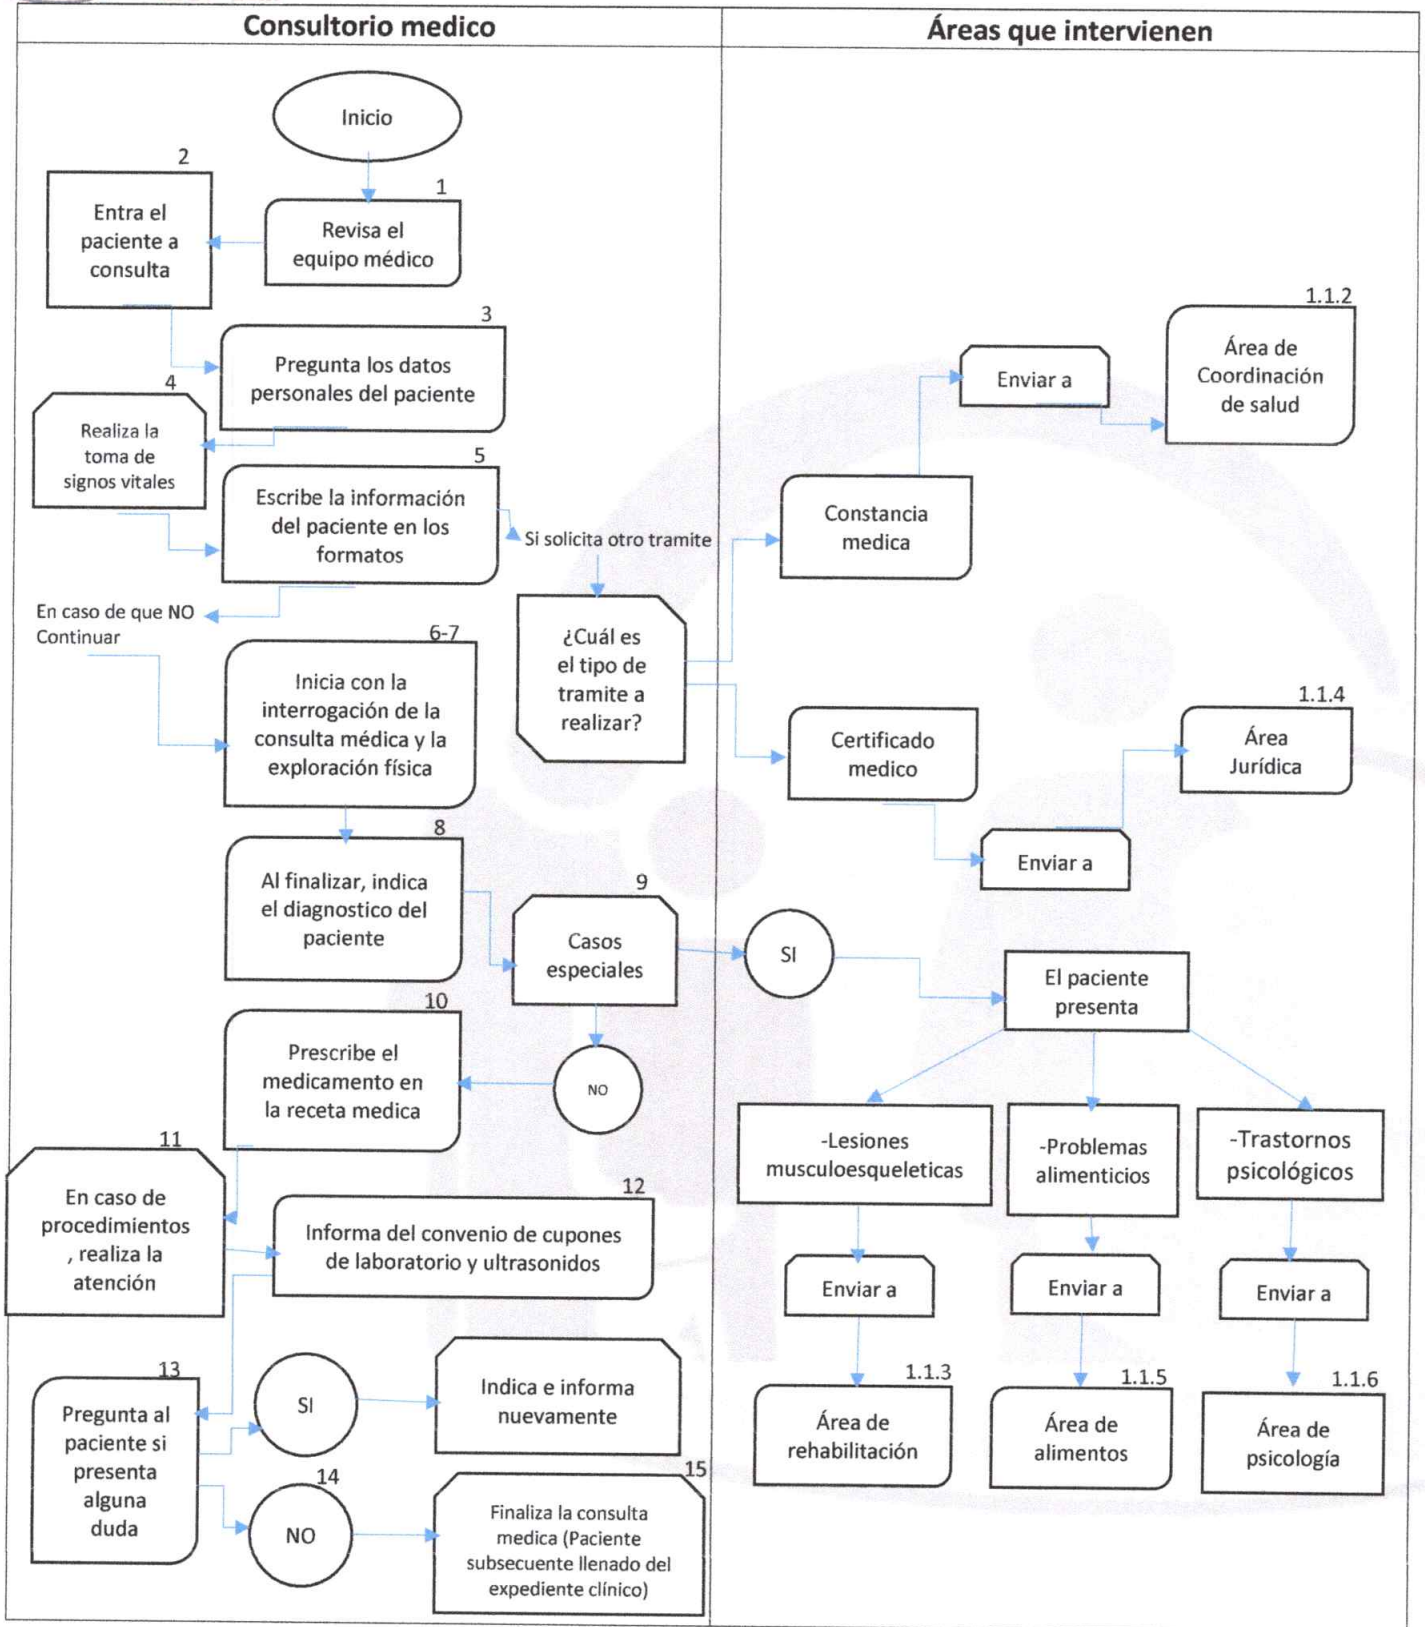 Consultorio medico
Áreas que intervienen
Inicio
1
Revisa el
equipo médico
2
Entra el
paciente a
consulta
3
Pregunta los datos
personales del paciente
4
Realiza la
toma de
signos vitales
5
Escribe la información
del paciente en los
formatos
Si solicita otro tramite
En caso de que NO
Continuar
¿Cuál es
el tipo de
tramite a
realizar?
Constancia
medica
Enviar a
1.1.2
Área de
Coordinación
de salud
Certificado
medico
Enviar a
1.1.4
Área
Jurídica
6-7
Inicia con la
interrogación de la
consulta médica y la
exploración física
8
Al finalizar, indica
el diagnostico del
paciente
9
Casos
especiales
SI
El paciente
presenta
NO
10
Prescribe el
medicamento en
la receta medica
-Lesiones
musculoesqueleticas
-Problemas
alimenticios
-Trastornos
psicológicos
Enviar a
Enviar a
Enviar a
1.1.3
Área de
rehabilitación
1.1.5
Área de
alimentos
1.1.6
Área de
psicología
11
En caso de
procedimientos
, realiza la
atención
12
Informa del convenio de cupones
de laboratorio y ultrasonidos
13
Pregunta al
paciente si
presenta
alguna
duda
SI
Indica e informa
nuevamente
14
NO
15
Finaliza la consulta
medica (Paciente
subsecuente llenado del
expediente clínico)